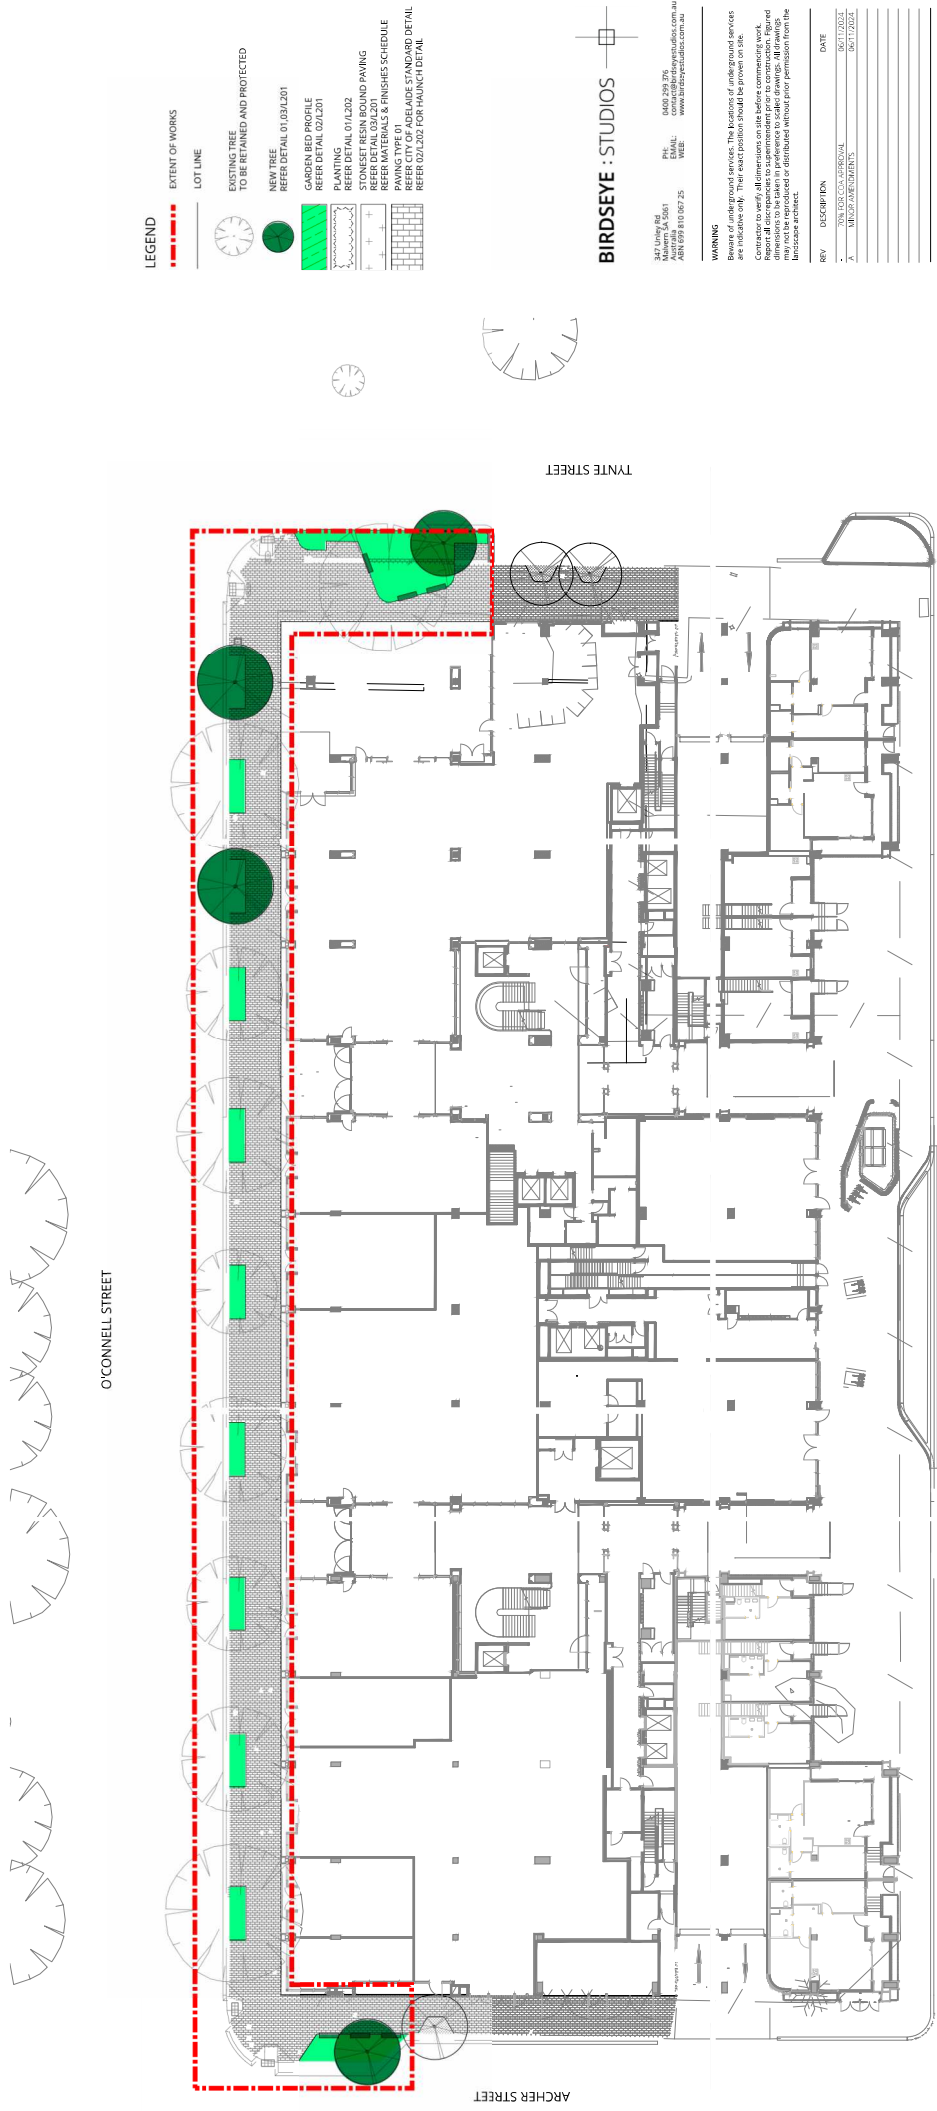 LEGEND
EXTENT OF WORKS
LOT LINE
EXISTING TREE
TO BE RETAINED AND PROTECTED
NEW TREE
REFER DETAIL 01,03/L201
GARDEN BED PROFILE
REFER DETAIL 02/L201
PLANTING
REFER DETAIL 01/L202
STONESET RESIN BOUND PAVING
REFER DETAIL 03/L201
REFER MATERIALS & FINISHES SCHEDULE
PAVING TYPE 01
REFER CITY OF ADELAIDE STANDARD DETAIL
REFER 02/L202 FOR HAUNCH DETAIL
BIRDSEYE : STUDIOS
347 Unley Rd
Malvern SA 5061
Australia
ABN 699 810 067 25
PH: 0400 299 376
EMAIL: contact@birdseyestudios.com.au
WEB: www.birdseyestudios.com.au
WARNING
Beware of underground services. The locations of underground services
are indicative only. Their exact position should be proven on site.
Contractor to verify all dimensions on site before commencing work.
Report all discrepancies to superintendent prior to construction. Figured
dimensions to be taken in preference to scaled drawings. All drawings
may not be reproduced or distributed without prior permission from the
landscape architect.
REV DESCRIPTION DATE
- 70% FOR COA APPROVAL 06/11/2024
A MINOR AMENDMENTS 06/11/2024
TYNTE STREET
O'CONNELL STREET
ARCHER STREET